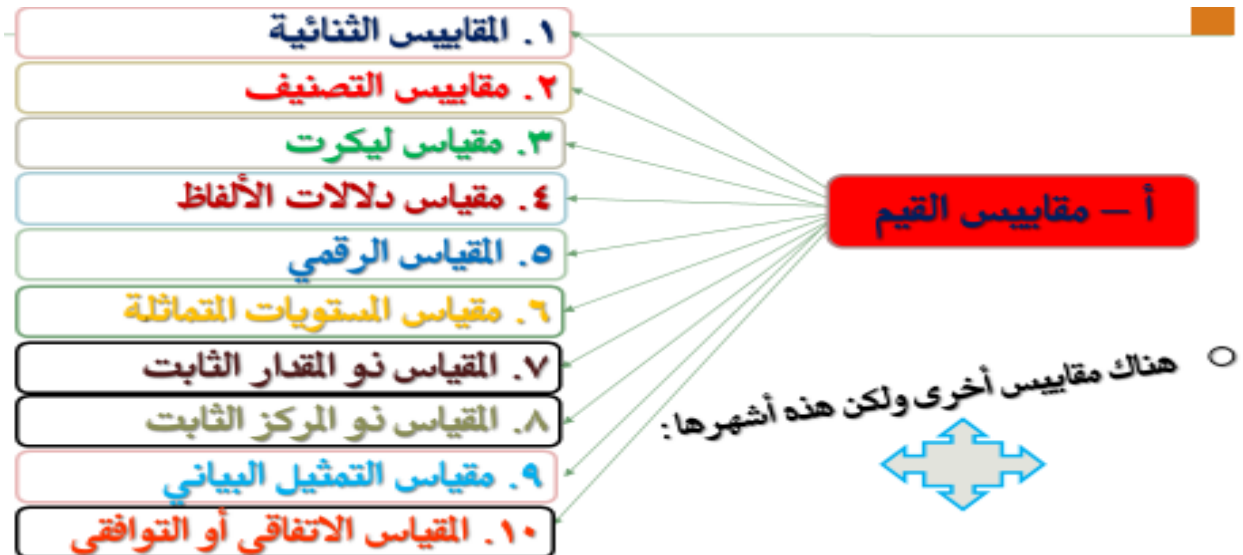 أ – مقاييس القيم
هناك مقاييس أخرى ولكن هذه أشهرها :
١. المقاييس الثنائية
٢. مقاييس التصنيف
٣. مقياس ليكرت
٤. مقياس دلالات الألفاظ
٥. المقياس الرقمي
٦. مقياس المستويات المتماثلة
٧. المقياس ذو المقدار الثابت
٨. المقياس ذو المركز الثابت
٩. مقياس التمثيل البياني
١٠. المقياس الاتفاقي أو التوافقي